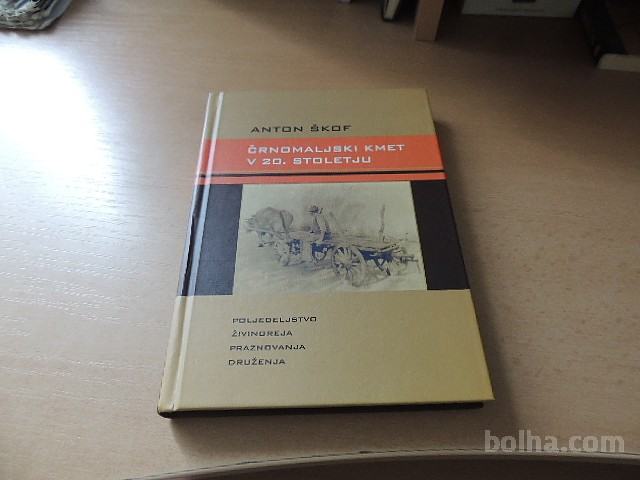 ANTON ŠKOF
ČRNOMALJSKI KMET
V 20. STOLETJU
POLJEDELJSTVO
ŽIVINOREJA
PRAZNOVANJA
DRUŽENJA
bolha.com